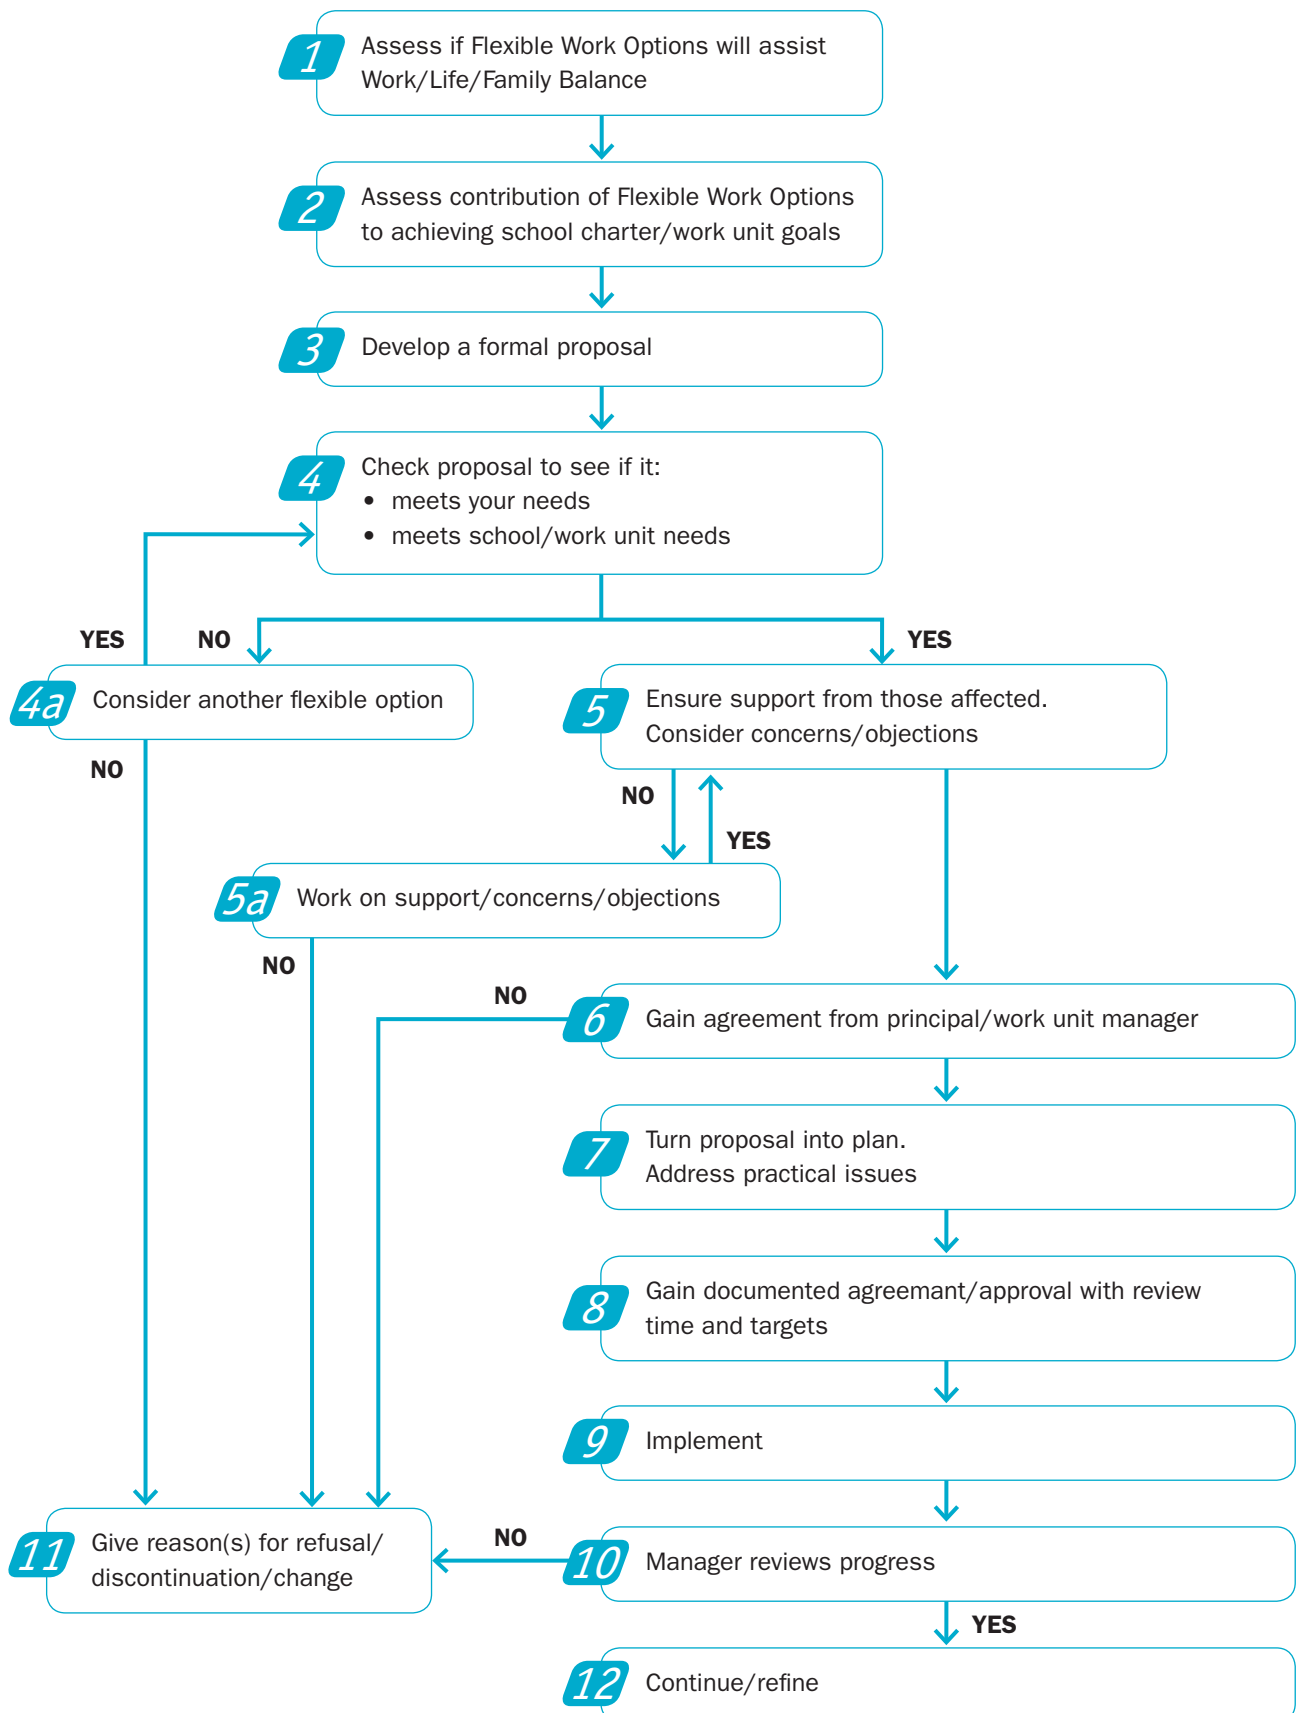 1
Assess if Flexible Work Options will assist
Work/Life/Family Balance
2
Assess contribution of Flexible Work Options
to achieving school charter/work unit goals
3
Develop a formal proposal
4
Check proposal to see if it:
• meets your needs
• meets school/work unit needs
YES
NO
YES
4a
Consider another flexible option
5
Ensure support from those affected.
Consider concerns/objections
NO
NO
YES
5a
Work on support/concerns/objections
NO
NO
6
Gain agreement from principal/work unit manager
7
Turn proposal into plan.
Address practical issues
8
Gain documented agreemant/approval with review
time and targets
9
Implement
11
Give reason(s) for refusal/
discontinuation/change
NO
10
Manager reviews progress
YES
12
Continue/refine